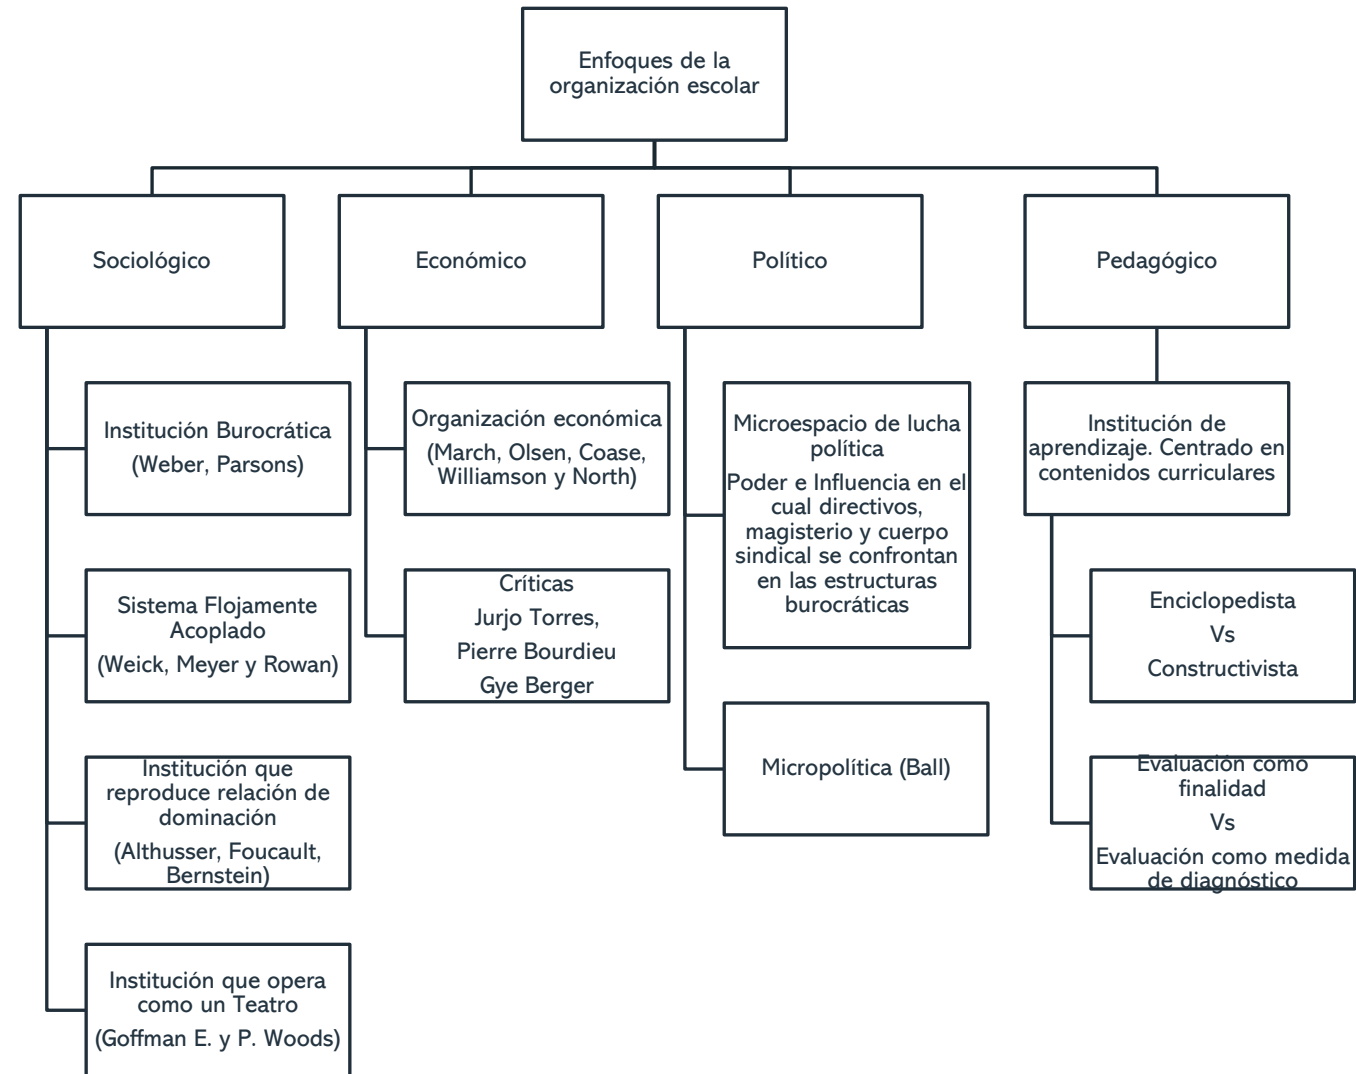 Enfoques de la
organización escolar
Sociológico
Económico
Político
Pedagógico
Institución Burocrática
(Weber, Parsons)
Sistema Flojamente
Acoplado
(Weick, Meyer y Rowan)
Institución que
reproduce relación de
dominación
(Althusser, Foucault,
Bernstein)
Institución que opera
como un Teatro
(Goffman E. y P. Woods)
Organización económica
(March, Olsen, Coase,
Williamson y North)
Críticas
Jurjo Torres,
Pierre Bourdieu
Gye Berger
Microespacio de lucha
política
Poder e Influencia en el
cual directivos,
magisterio y cuerpo
sindical se confrontan
en las estructuras
burocráticas
Micropolítica (Ball)
Institución de
aprendizaje. Centrado en
contenidos curriculares
Enciclopedista
Vs
Constructivista
Evaluación como
finalidad
Vs
Evaluación como medida
de diagnóstico